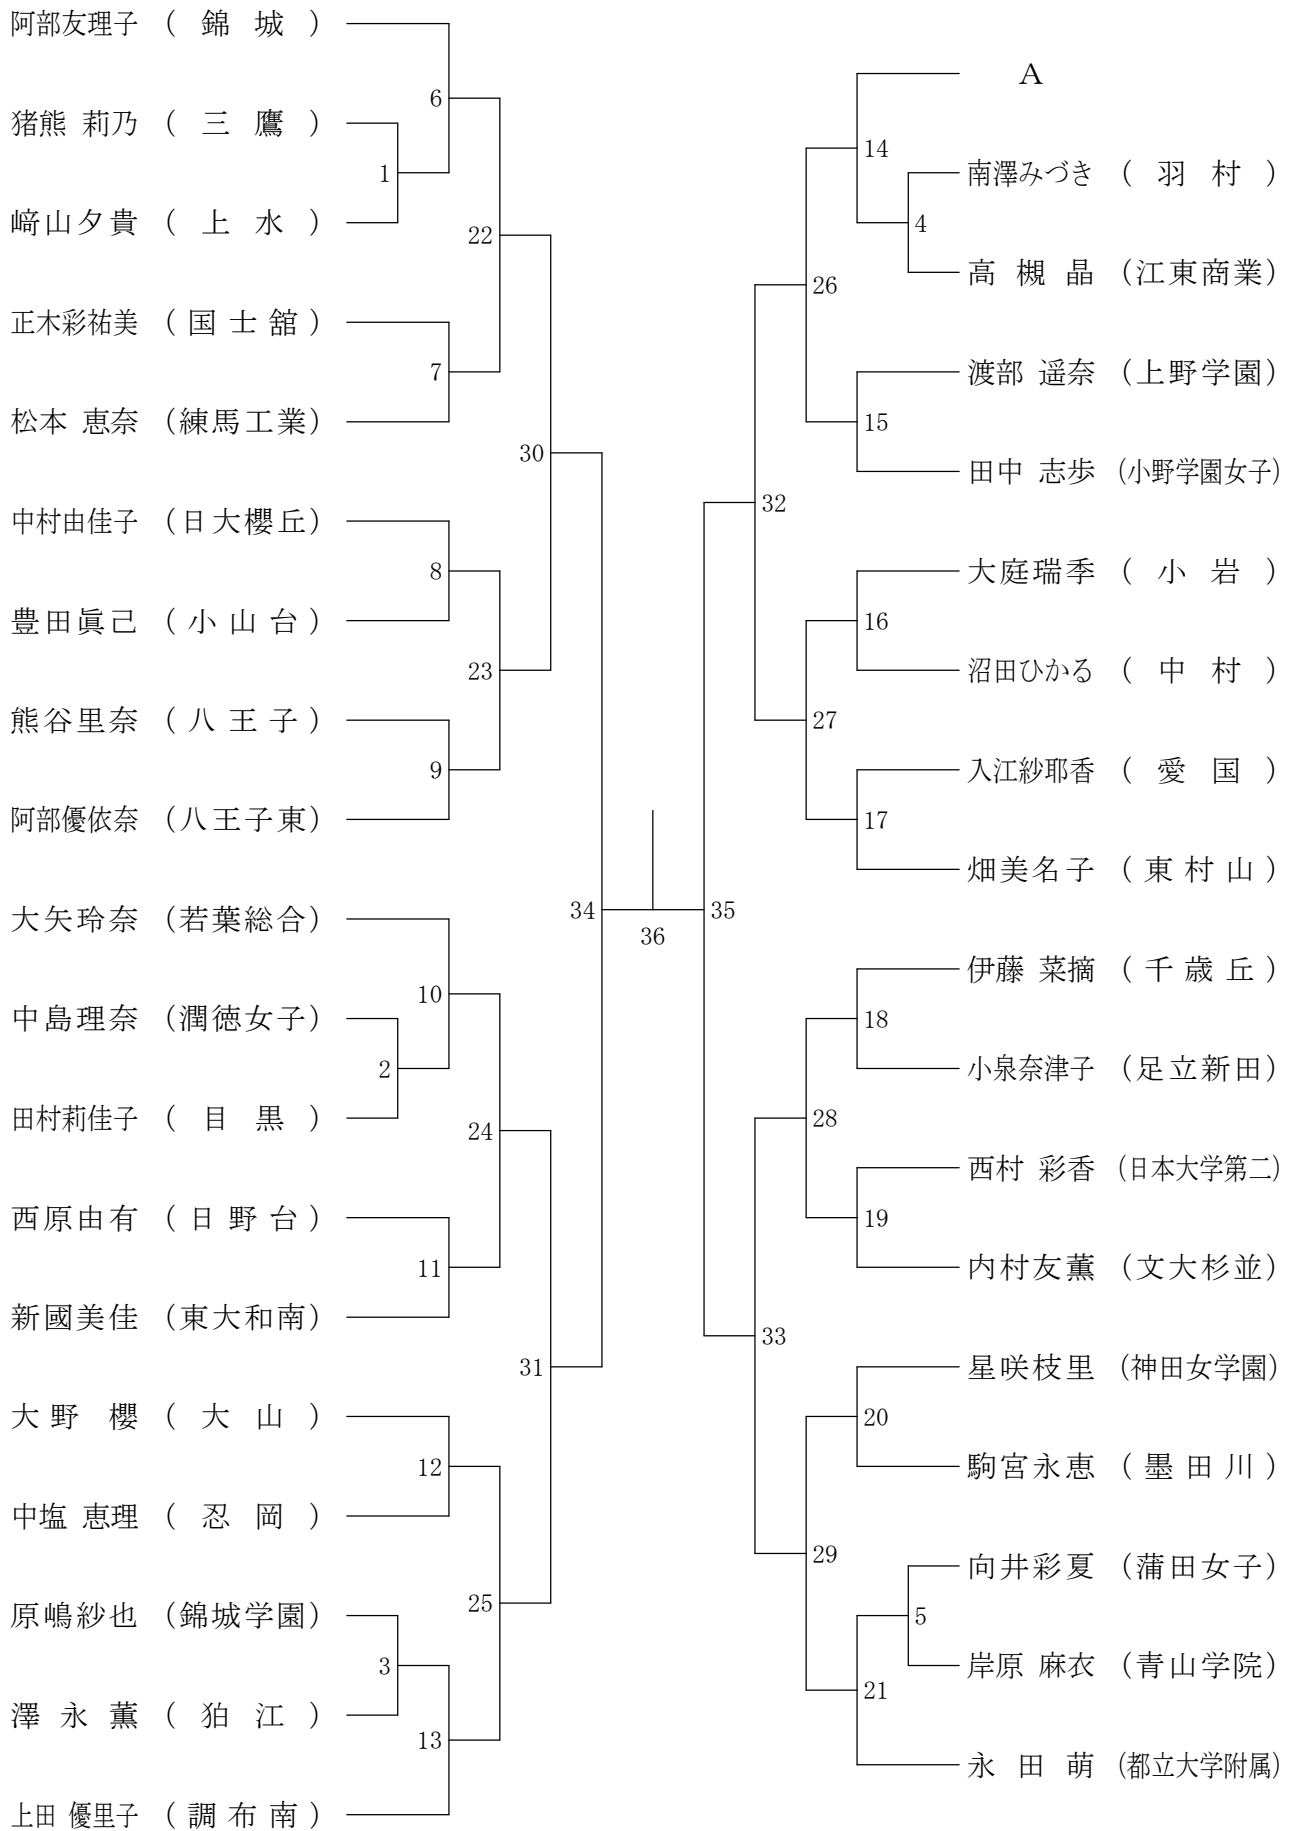 阿部友理子 （ 錦 城 ）
猪熊 莉乃 （ 三 鷹 ）
﨑山夕貴 （ 上 水 ）
正木彩祐美 （ 国 士 舘 ）
松本 恵奈 （練馬工業）
中村由佳子 （日大櫻丘）
豊田眞己 （ 小 山 台 ）
熊谷里奈 （ 八 王 子 ）
阿部優依奈 （八王子東）
大矢玲奈 （若葉総合）
中島理奈 （潤徳女子）
田村莉佳子 （ 目 黒 ）
西原由有 （ 日 野 台 ）
新國美佳 （東大和南）
大野 櫻 （ 大 山 ）
中塩 恵理 （ 忍 岡 ）
原嶋紗也 （錦城学園）
澤 永 薫 （ 狛 江 ）
上田 優里子 （ 調 布 南 ）
1
2
3
6
7
8
9
10
11
12
13
22
23
24
25
30
31
34
36
35
32
33
26
27
28
29
14
15
16
17
18
19
20
21
4
5
A
南澤みづき （ 羽 村 ）
高 槻 晶 （江東商業）
渡部 遥奈 （上野学園）
田中 志歩 （小野学園女子）
大庭瑞季 （ 小 岩 ）
沼田ひかる （ 中 村 ）
入江紗耶香 （ 愛 国 ）
畑美名子 （ 東 村 山 ）
伊藤 菜摘 （ 千 歳 丘 ）
小泉奈津子 （足立新田）
西村 彩香 （日本大学第二）
内村友薫 （文大杉並）
星咲枝里 （神田女学園）
駒宮永恵 （ 墨 田 川 ）
向井彩夏 （蒲田女子）
岸原 麻衣 （青山学院）
永 田 萌 （都立大学附属）